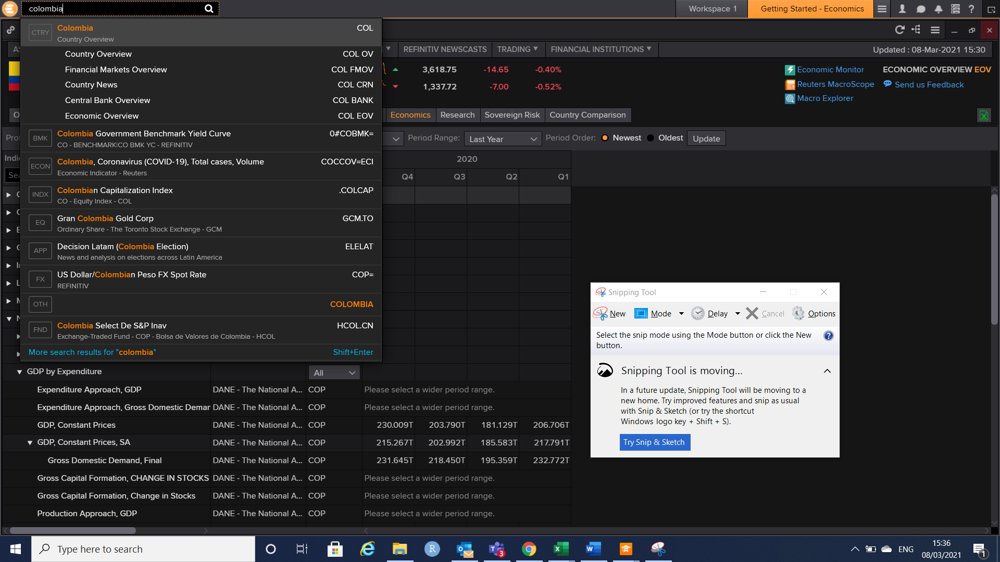 colombia
Workspace 1
Getting Started - Economics
CTRY Colombia COL
Country Overview
Country Overview COL OV
Financial Markets Overview COL FMOV
Country News COL CRN
Central Bank Overview COL BANK
Economic Overview COL EOV
BMK Colombia Government Benchmark Yield Curve 0#COBMK=
CO - BENCHMARK|CO BMK YC - REFINITIV
ECON Colombia, Coronavirus (COVID-19), Total cases, Volume COCCOV=ECI
Economic Indicator - Reuters
INDX Colombian Capitalization Index .COLCAP
CO - Equity Index - COL
EQ Gran Colombia Gold Corp GCM.TO
Ordinary Share - The Toronto Stock Exchange - GCM
APP Decision Latam (Colombia Election) ELELAT
News and analysis on elections across Latin America
FX US Dollar/Colombian Peso FX Spot Rate COP=
REFINITIV
OTH COLOMBIA
FND Colombia Select De S&P Inav HCOL.CN
Exchange-Traded Fund - COP - Bolsa de Valores de Colombia - HCOL
More search results for "colombia" Shift+Enter
REFINITIV NEWSCASTS TRADING FINANCIAL INSTITUTIONS Updated : 08-Mar-2021 15:30
3,618.75 -14.65 -0.40%
1,337.72 -7.00 -0.52%
Economic Monitor ECONOMIC OVERVIEW EOV
Reuters MacroScope Send us Feedback
Macro Explorer
Economics Research Sovereign Risk Country Comparison
Period Range: Last Year Period Order: Newest Oldest Update
2020
Q4 Q3 Q2 Q1
GDP by Expenditure All
Expenditure Approach, GDP DANE - The National A... COP Please select a wider period range.
Expenditure Approach, Gross Domestic Demar DANE - The National A... COP Please select a wider period range.
GDP, Constant Prices DANE - The National A... COP 230.009T 203.790T 181.129T 206.706T
GDP, Constant Prices, SA DANE - The National A... COP 215.267T 202.992T 185.583T 217.791T
Gross Domestic Demand, Final DANE - The National A... COP 231.645T 218.450T 195.359T 232.772T
Gross Capital Formation, CHANGE IN STOCKS DANE - The National A... COP Please select a wider period range.
Gross Capital Formation, Change in Stocks DANE - The National A... COP Please select a wider period range.
Production Approach, GDP DANE - The National A... COP Please select a wider period range.
Snipping Tool
New Mode Delay Cancel Options
Select the snip mode using the Mode button or click the New
button.
Snipping Tool is moving...
In a future update, Snipping Tool will be moving to a
new home. Try improved features and snip as usual
with Snip & Sketch (or try the shortcut
Windows logo key + Shift + S).
Try Snip & Sketch
Type here to search
R
3
ENG
15:36
08/03/2021
1